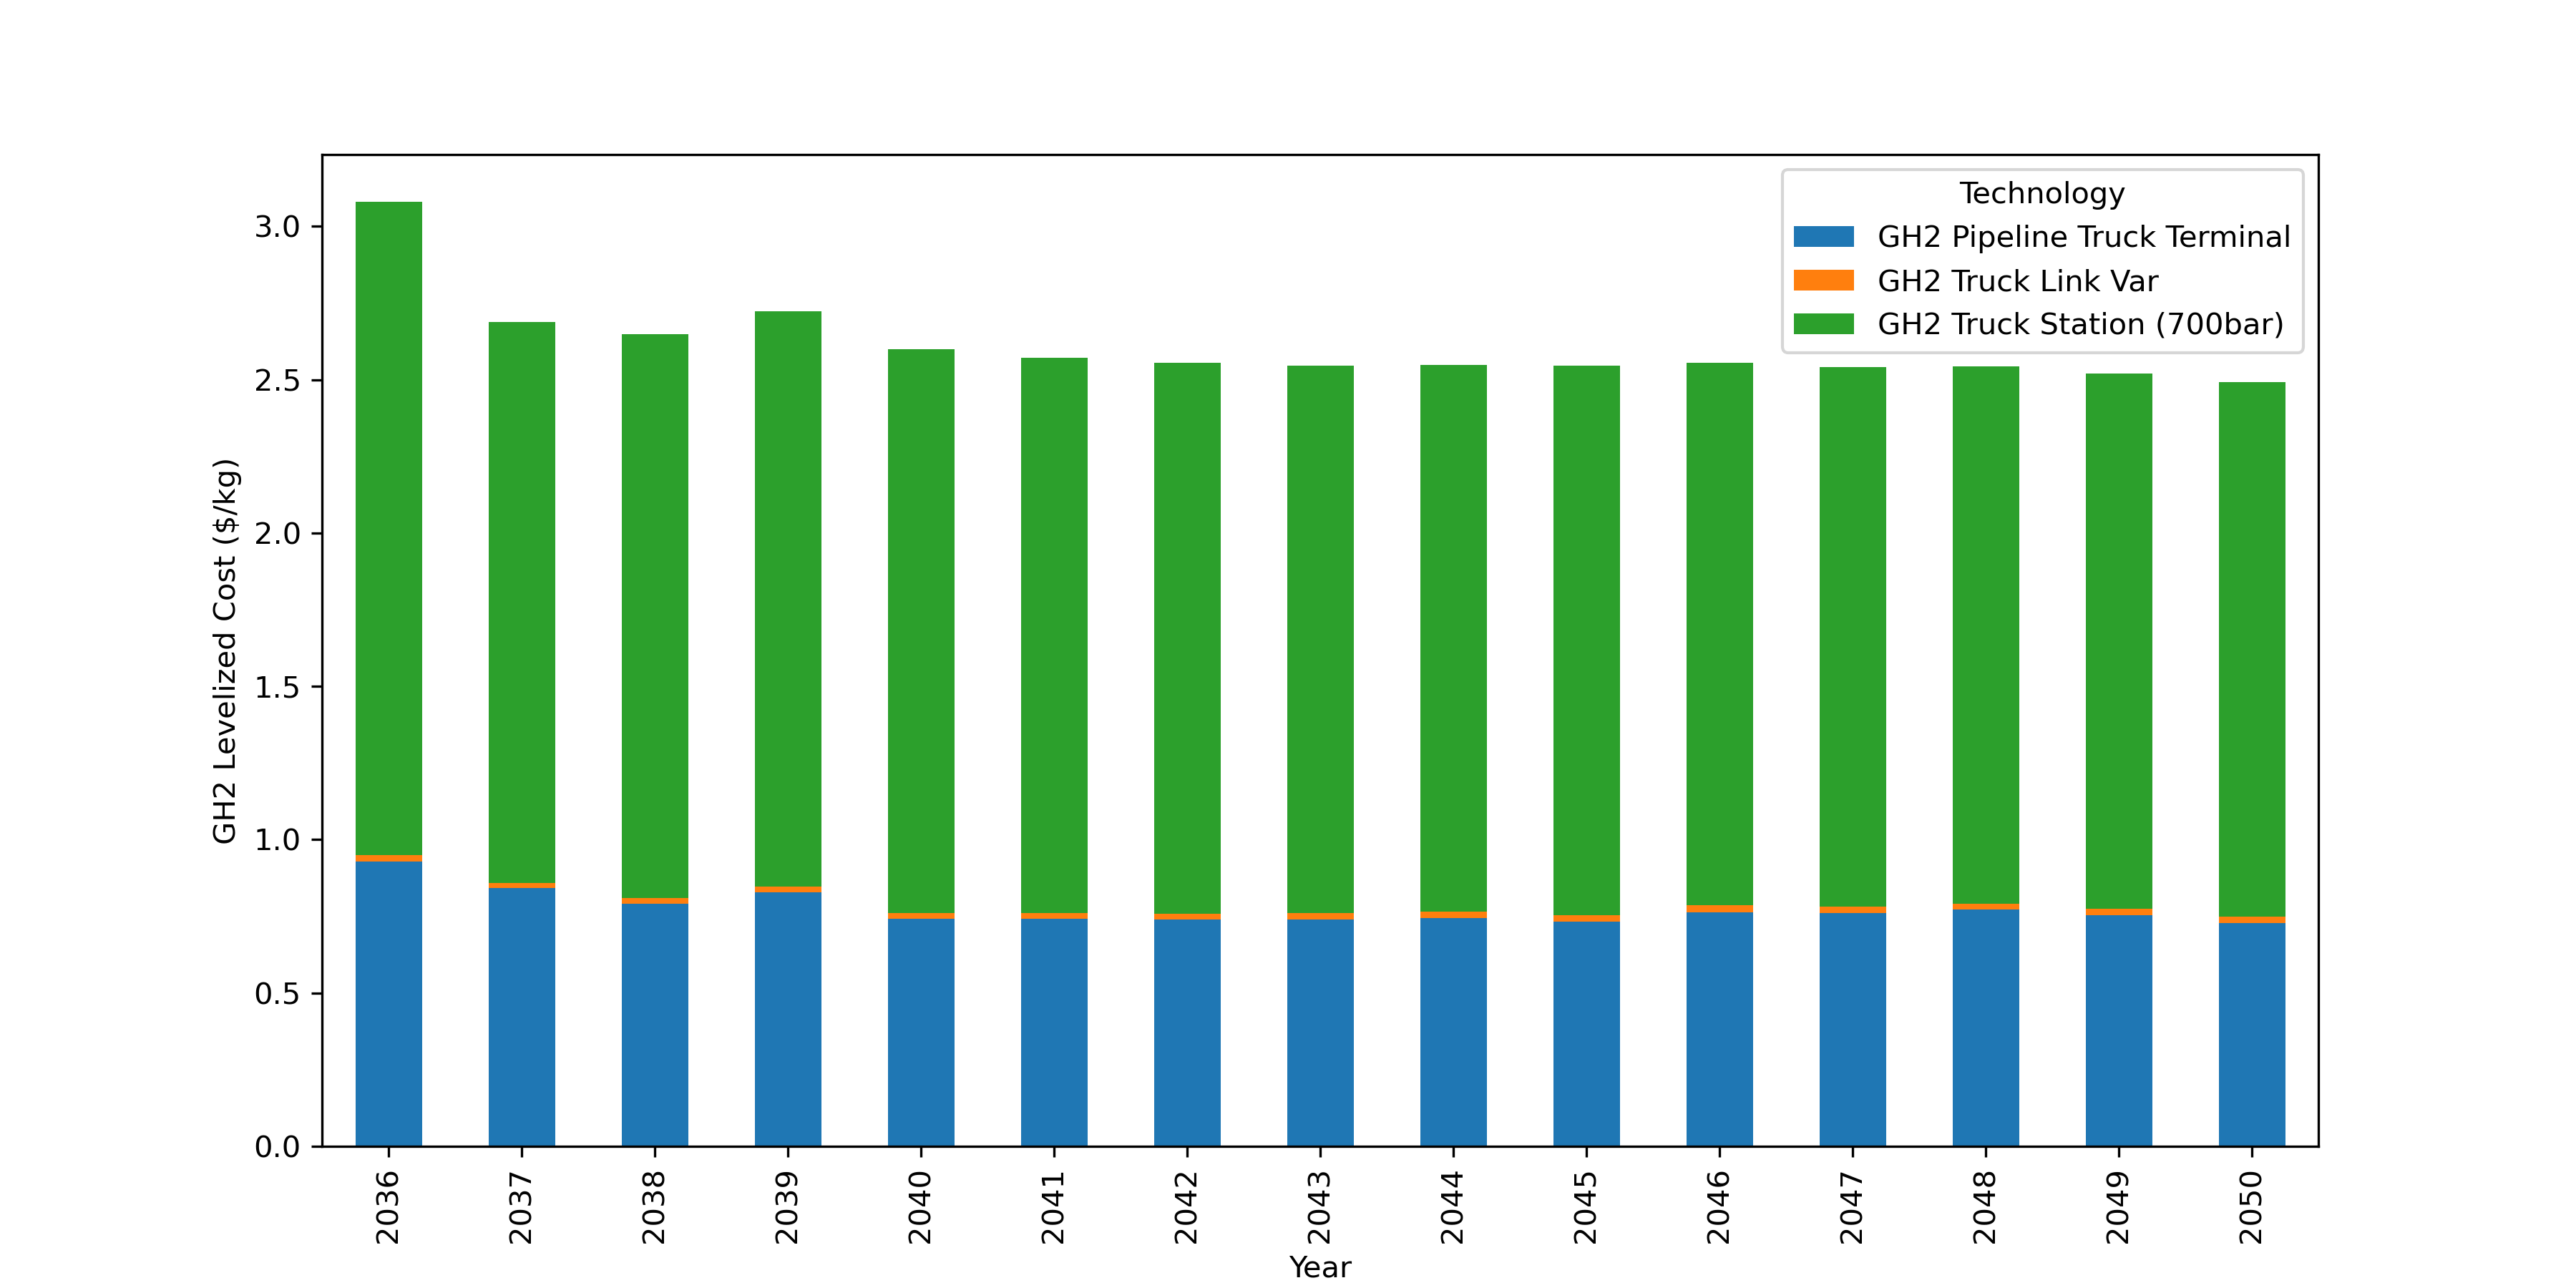 Technology
GH2 Pipeline Truck Terminal
GH2 Truck Link Var
GH2 Truck Station (700bar)
GH2 Levelized Cost ($/kg)
3.0
2.5
2.0
1.5
1.0
0.5
0.0
2036 2037 2038 2039 2040 2041 2042 2043 2044 2045 2046 2047 2048 2049 2050
Year